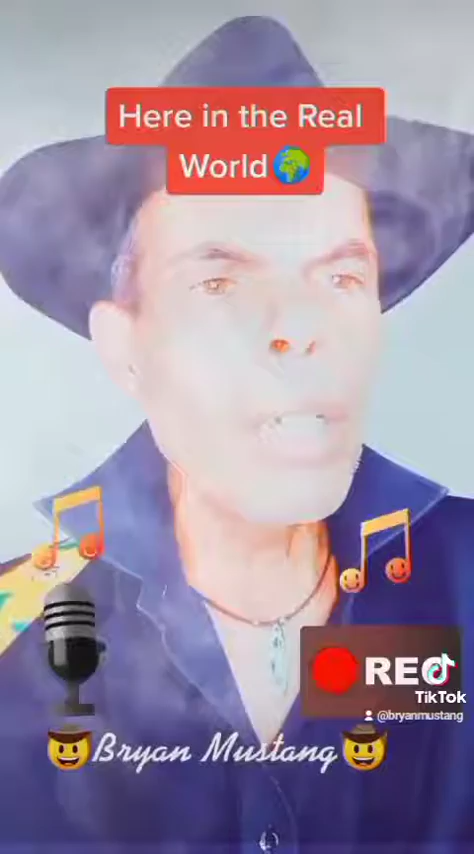 Here in the Real
World🌍
REC
TikTok
@bryanmustang
🤠Bryan Mustang🤠